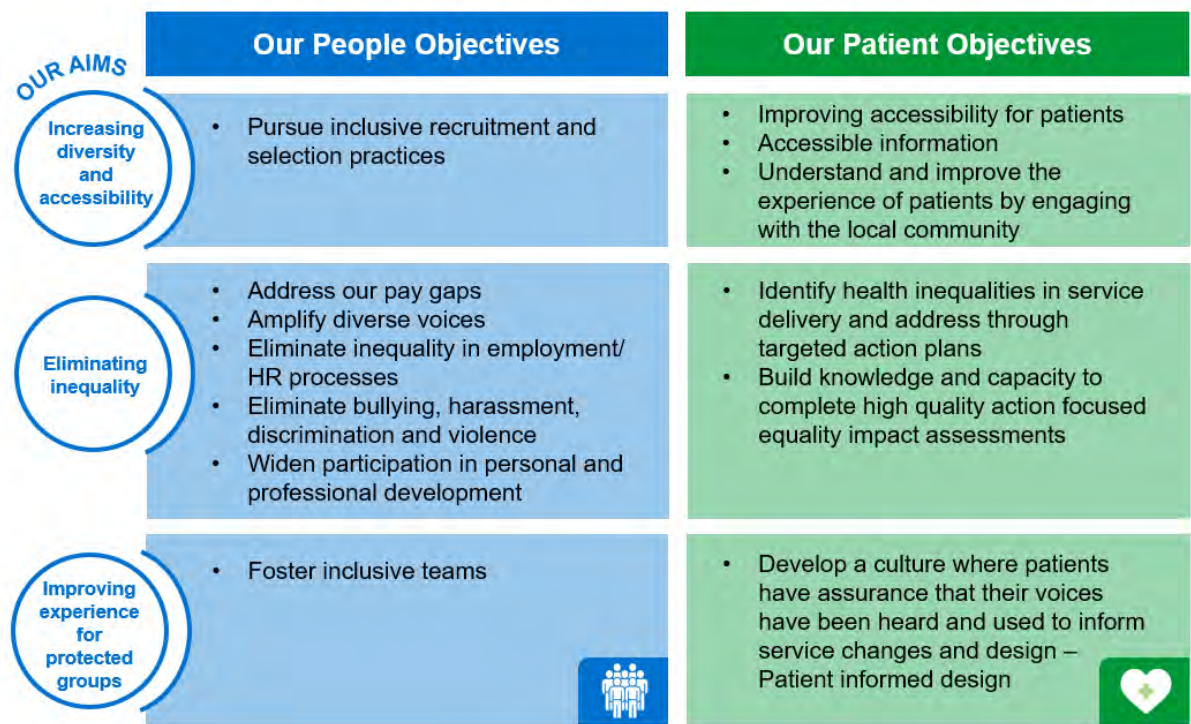 Our People Objectives
Our Patient Objectives
OUR AIMS
Increasing
diversity
and
accessibility
• Pursue inclusive recruitment and
selection practices
• Improving accessibility for patients
• Accessible information
• Understand and improve the
experience of patients by engaging
with the local community
Eliminating
inequality
• Address our pay gaps
• Amplify diverse voices
• Eliminate inequality in employment/
HR processes
• Eliminate bullying, harassment,
discrimination and violence
• Widen participation in personal and
professional development
• Identify health inequalities in service
delivery and address through
targeted action plans
• Build knowledge and capacity to
complete high quality action focused
equality impact assessments
Improving
experience
for
protected
groups
• Foster inclusive teams
• Develop a culture where patients
have assurance that their voices
have been heard and used to inform
service changes and design –
Patient informed design